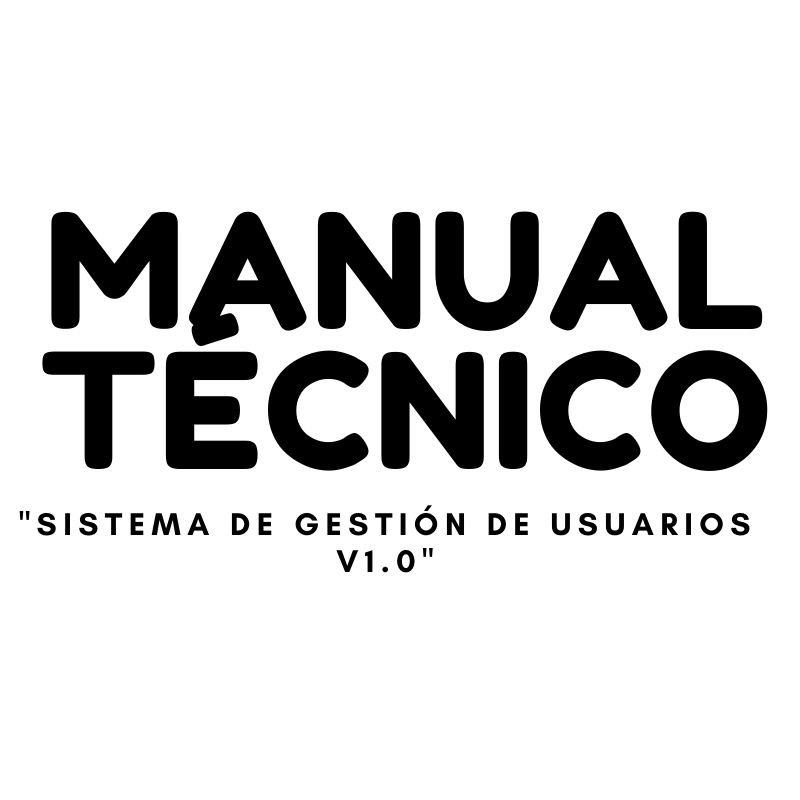 MANUAL
TÉCNICO
"SISTEMA DE GESTIÓN DE USUARIOS
V1.0"